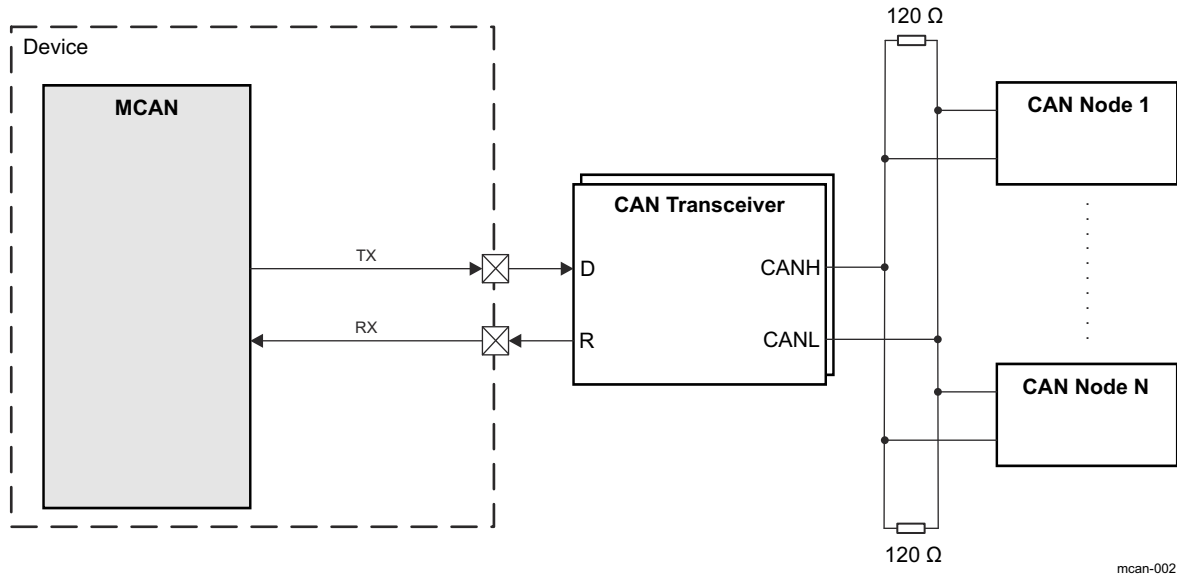 120 Ω
Device
MCAN
CAN Node 1
CAN Transceiver
TX
D
CANH
RX
R
CANL
CAN Node N
120 Ω
mcan-002